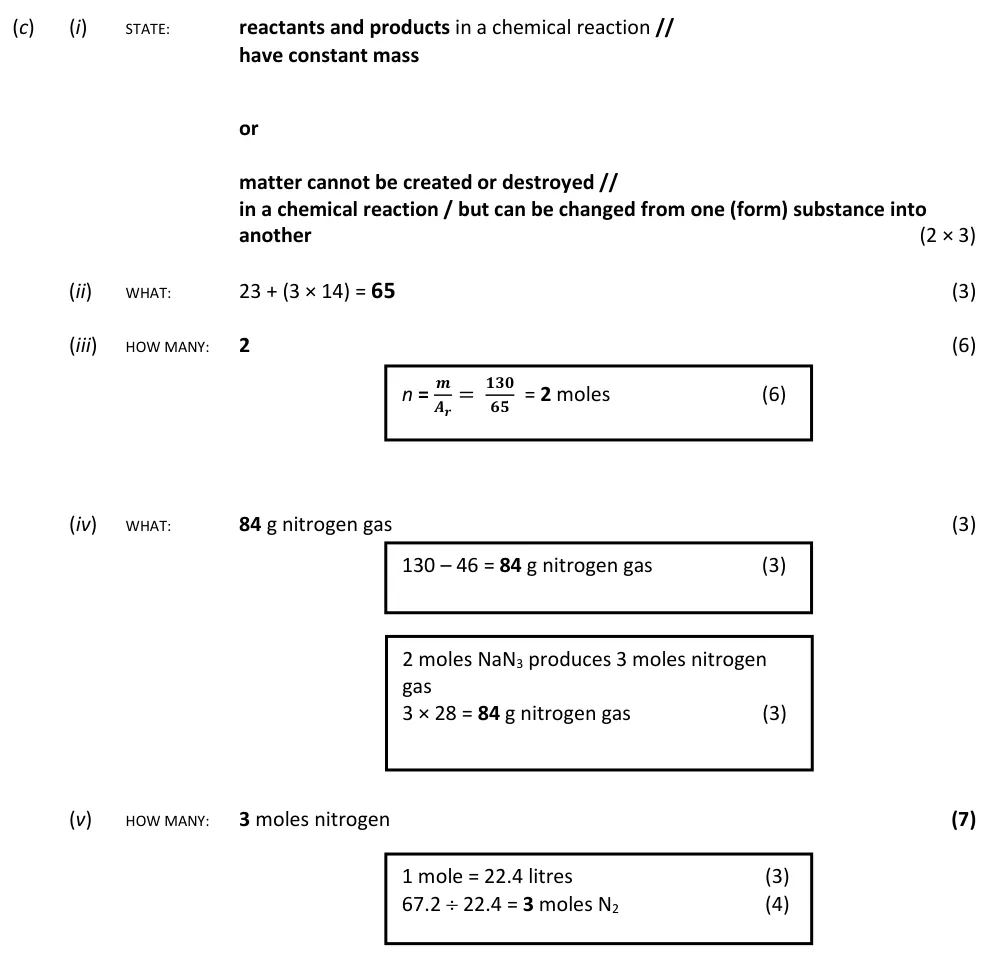 (c) (i) STATE: reactants and products in a chemical reaction //
have constant mass
or
matter cannot be created or destroyed //
in a chemical reaction / but can be changed from one (form) substance into
another (2 × 3)
(ii) WHAT: 23 + (3 × 14) = 65 (3)
(iii) HOW MANY: 2 (6)
n = m/Aᵣ = 130/65 = 2 moles (6)
(iv) WHAT: 84 g nitrogen gas (3)
130 – 46 = 84 g nitrogen gas (3)
2 moles NaN₃ produces 3 moles nitrogen
gas
3 × 28 = 84 g nitrogen gas (3)
(v) HOW MANY: 3 moles nitrogen (7)
1 mole = 22.4 litres (3)
67.2 ÷ 22.4 = 3 moles N₂ (4)